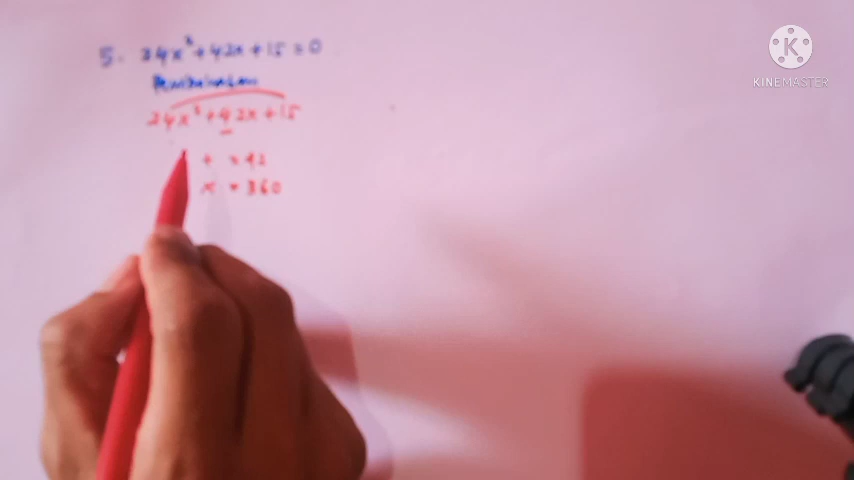 5. 24x² + 42x + 15 = 0
24x² + 42x + 15
+ = 42
x = 360
K
KINEMASTER